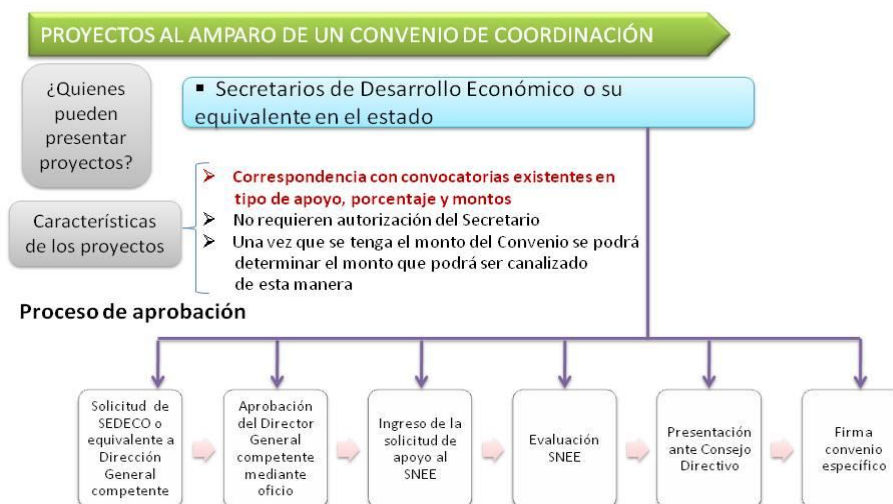 PROYECTOS AL AMPARO DE UN CONVENIO DE COORDINACIÓN
¿Quienes
pueden
presentar
proyectos?
▪ Secretarios de Desarrollo Económico o su
equivalente en el estado
Características
de los proyectos
➢ Correspondencia con convocatorias existentes en
tipo de apoyo, porcentaje y montos
➢ No requieren autorización del Secretario
➢ Una vez que se tenga el monto del Convenio se podrá
determinar el monto que podrá ser canalizado
de esta manera
Proceso de aprobación
Solicitud de
SEDECO o
equivalente a
Dirección
General
competente
Aprobación
del Director
General
competente
mediante
oficio
Ingreso de la
solicitud de
apoyo al
SNEE
Evaluación
SNEE
Presentación
ante Consejo
Directivo
Firma
convenio
específico